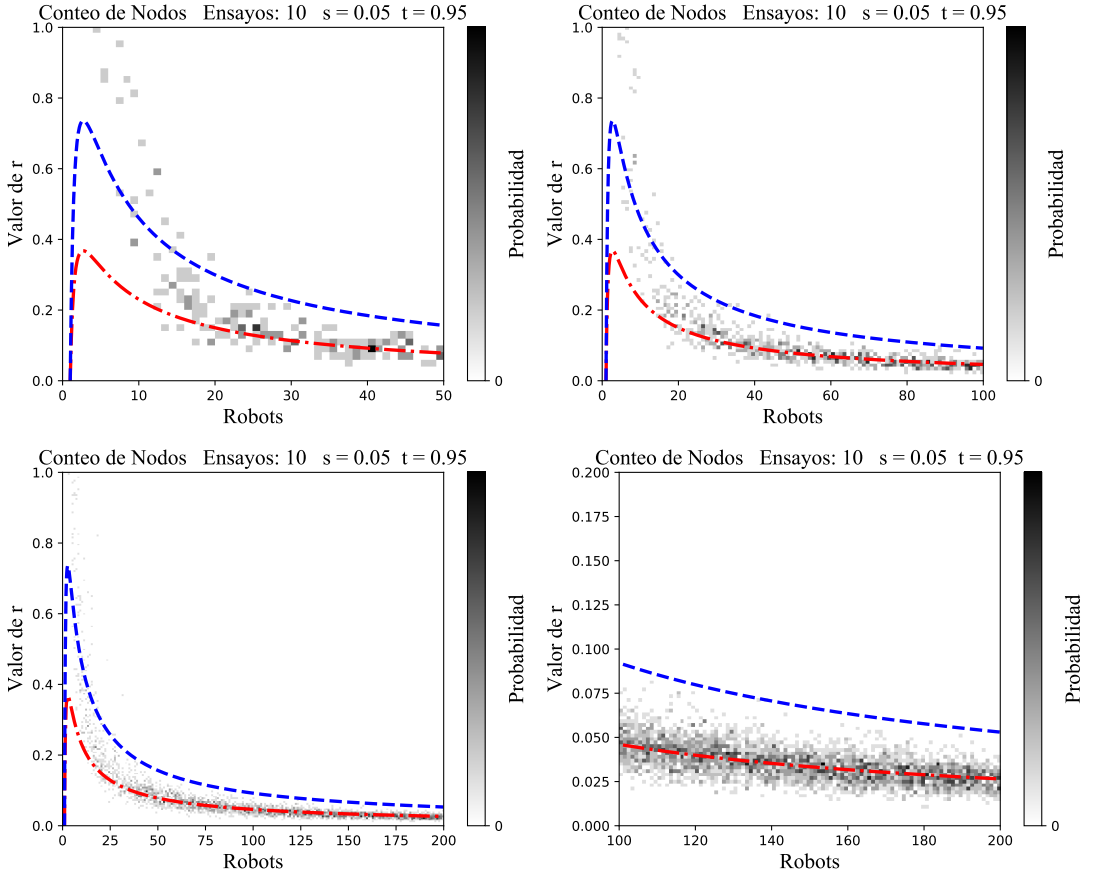 Conteo de Nodos Ensayos: 10 s = 0.05 t = 0.95
1.0
0.8
0.6
0.4
0.2
0.0
Valor de r
0 10 20 30 40 50
Robots
Probabilidad
0
Conteo de Nodos Ensayos: 10 s = 0.05 t = 0.95
1.0
0.8
0.6
0.4
0.2
0.0
Valor de r
0 20 40 60 80 100
Robots
Probabilidad
0
Conteo de Nodos Ensayos: 10 s = 0.05 t = 0.95
1.0
0.8
0.6
0.4
0.2
0.0
Valor de r
0 25 50 75 100 125 150 175 200
Robots
Probabilidad
0
Conteo de Nodos Ensayos: 10 s = 0.05 t = 0.95
0.200
0.175
0.150
0.125
0.100
0.075
0.050
0.025
0.000
Valor de r
100 120 140 160 180 200
Robots
Probabilidad
0